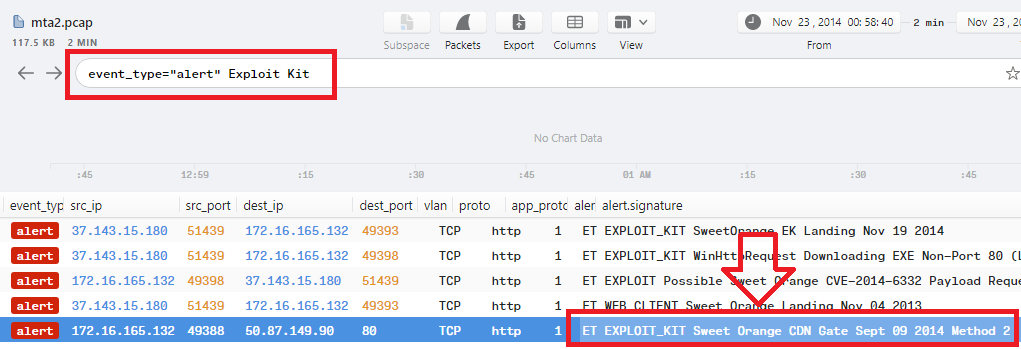 mta2.pcap
117.5 KB 2 MIN
Subspace Packets Export Columns View
Nov 23 , 2014 00 : 58 : 40 2 min Nov 23, 20
From
event_type="alert" Exploit Kit
No Chart Data
:45 12:59 :15 :30 :45 01 AM :15 :30 :45
event_typ src_ip src_port dest_ip dest_port vlan proto app_proto aler alert.signature
alert 37.143.15.180 51439 172.16.165.132 49393 TCP http 1 ET EXPLOIT_KIT SweetOrange EK Landing Nov 19 2014
alert 37.143.15.180 51439 172.16.165.132 49398 TCP http 1 ET EXPLOIT_KIT WinHttpRequest Downloading EXE Non-Port 80 (L
alert 172.16.165.132 49398 37.143.15.180 51439 TCP http 1 ET EXPLOIT Possible Sweet Orange CVE-2014-6332 Payload Reque
alert 37.143.15.180 51439 172.16.165.132 49393 TCP http 1 ET WEB_CLIENT Sweet Orange Landing Nov 04 2013
alert 172.16.165.132 49388 50.87.149.90 80 TCP http 1 ET EXPLOIT_KIT Sweet Orange CDN Gate Sept 09 2014 Method 2